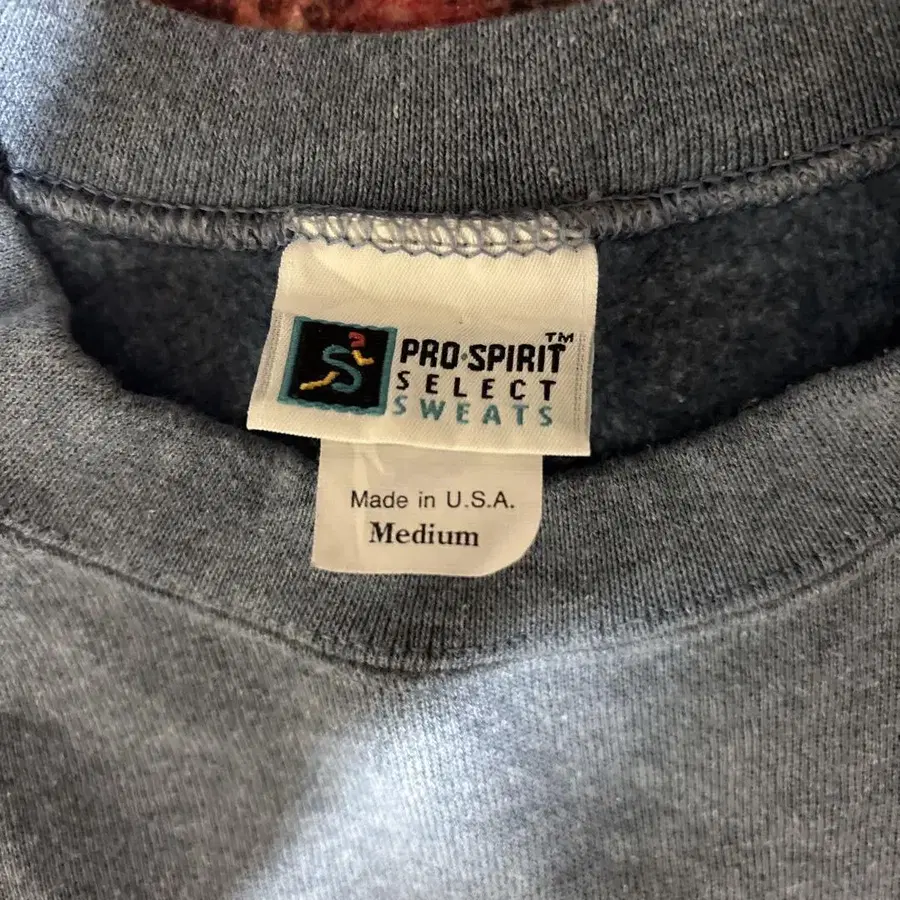 PRO·SPIRIT™
SELECT
SWEATS
Made in U.S.A.
Medium